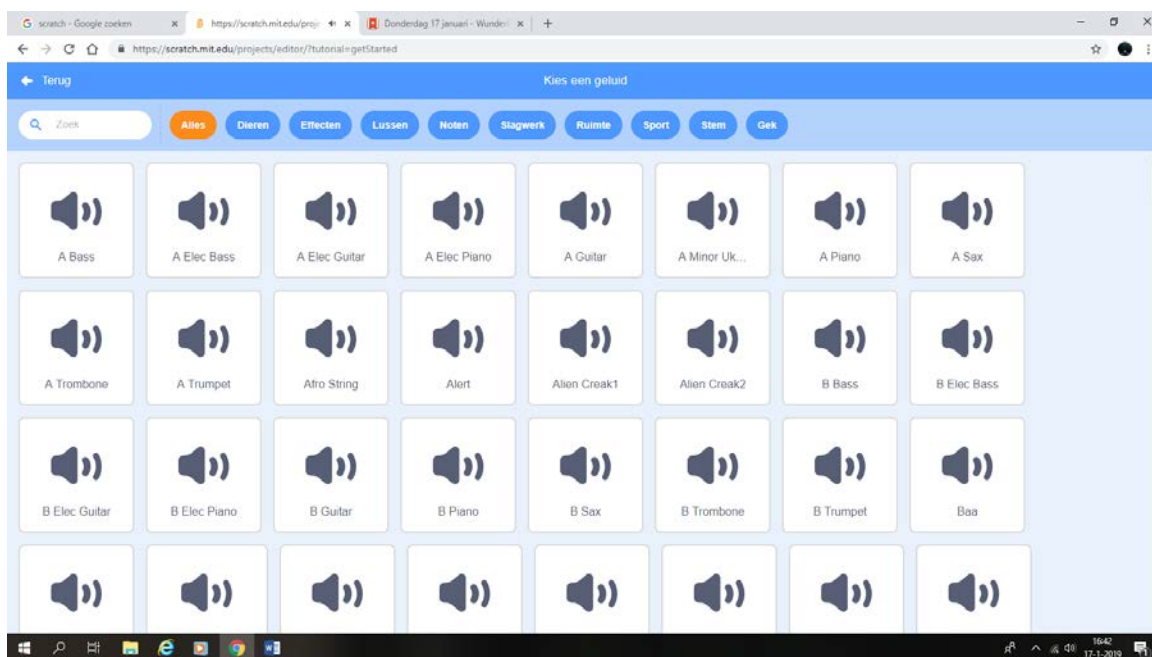 scratch - Google zoeken
https://scratch.mit.edu/proje
Donderdag 17 januari - Wunderl
https://scratch.mit.edu/projects/editor/?tutorial=getStarted
Terug
Kies een geluid
Zoek
Alles Dieren Effecten Lussen Noten Slagwerk Ruimte Sport Stem Gek
A Bass A Elec Bass A Elec Guitar A Elec Piano A Guitar A Minor Uk... A Piano A Sax
A Trombone A Trumpet Afro String Alert Alien Creak1 Alien Creak2 B Bass B Elec Bass
B Elec Guitar B Elec Piano B Guitar B Piano B Sax B Trombone B Trumpet Baa
16:42
17-1-2019